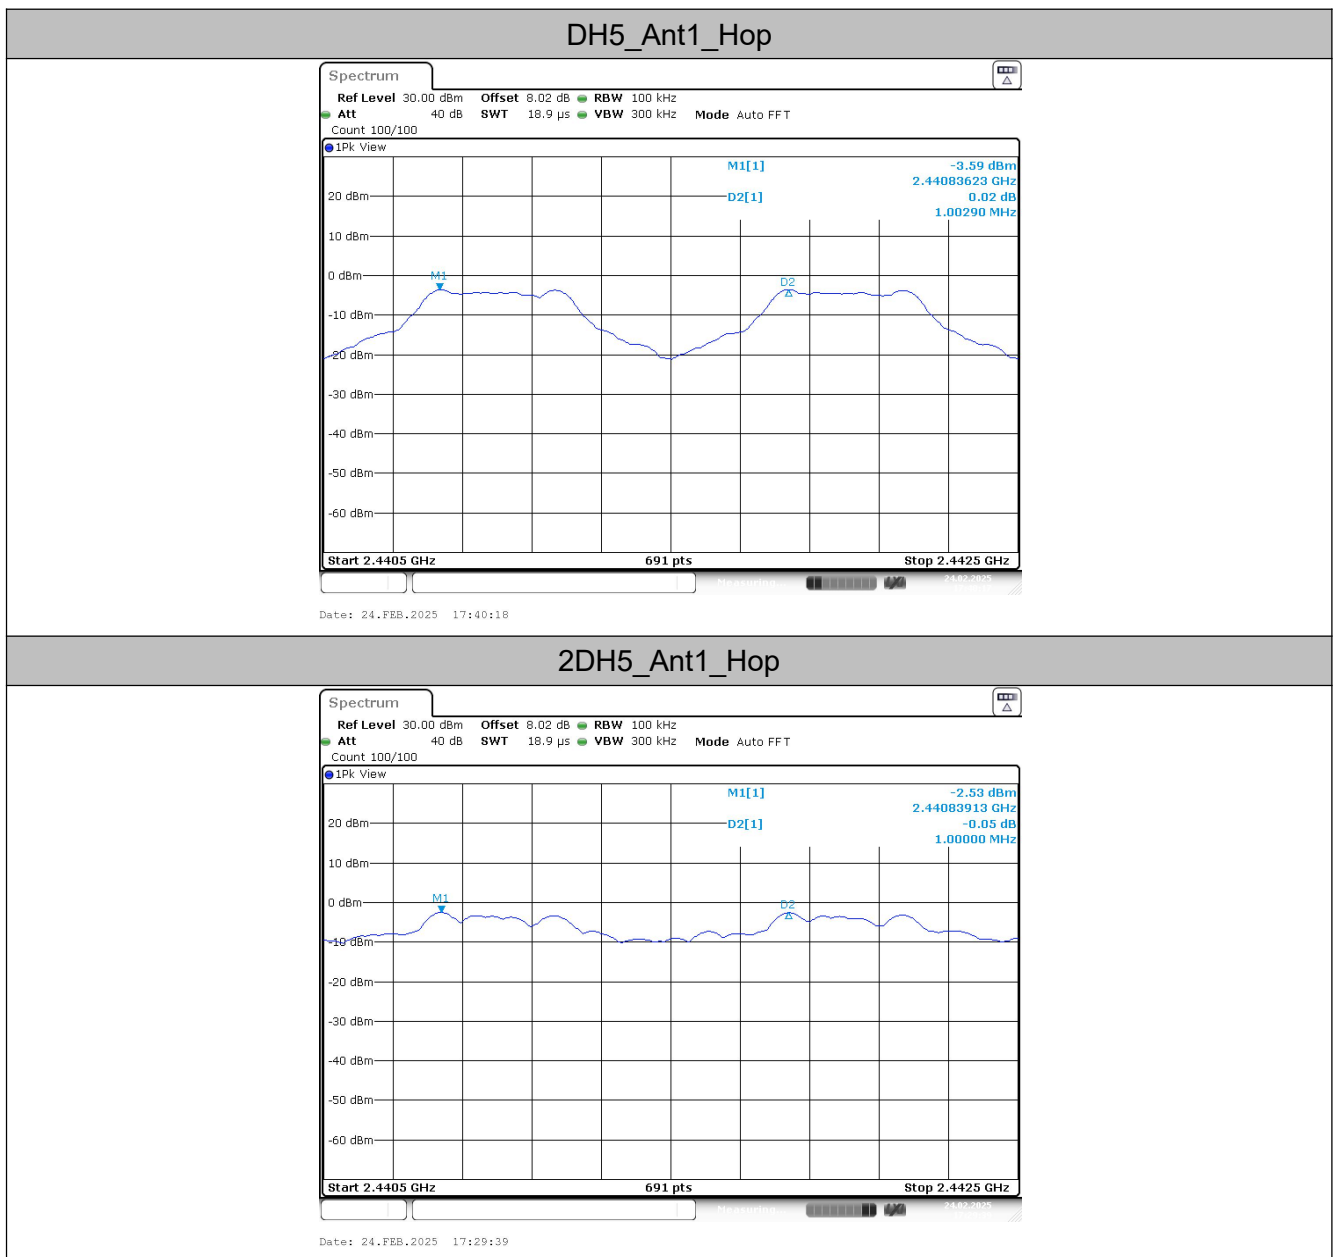 DH5_Ant1_Hop
Spectrum
Ref Level 30.00 dBm Offset 8.02 dB RBW 100 kHz
Att 40 dB SWT 18.9 µs VBW 300 kHz Mode Auto FFT
Count 100/100
1Pk View
M1[1] -3.59 dBm
2.44083623 GHz
20 dBm D2[1] 0.02 dB
1.00290 MHz
10 dBm
0 dBm
M1
D2
-10 dBm
-20 dBm
-30 dBm
-40 dBm
-50 dBm
-60 dBm
Start 2.4405 GHz 691 pts Stop 2.4425 GHz
Measuring... 24.02.2025
Date: 24.FEB.2025 17:40:18
2DH5_Ant1_Hop
Spectrum
Ref Level 30.00 dBm Offset 8.02 dB RBW 100 kHz
Att 40 dB SWT 18.9 µs VBW 300 kHz Mode Auto FFT
Count 100/100
1Pk View
M1[1] -2.53 dBm
2.44083913 GHz
20 dBm D2[1] -0.05 dB
1.00000 MHz
10 dBm
0 dBm
M1
D2
-10 dBm
-20 dBm
-30 dBm
-40 dBm
-50 dBm
-60 dBm
Start 2.4405 GHz 691 pts Stop 2.4425 GHz
Measuring... 24.02.2025
Date: 24.FEB.2025 17:29:39